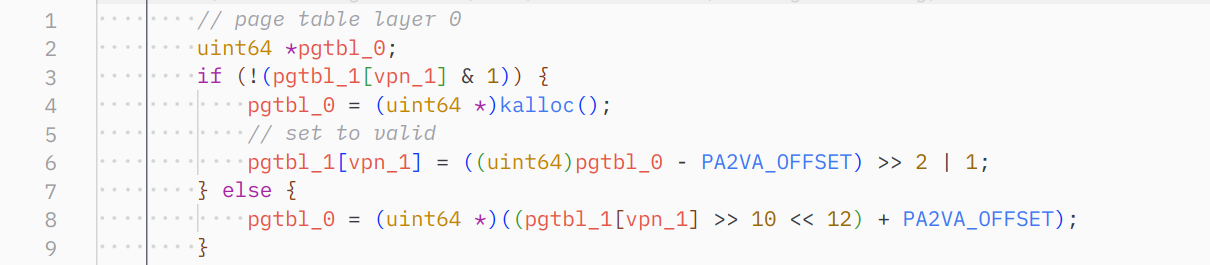 1 // page table layer 0
2 uint64 *pgtbl_0;
3 if (!(pgtbl_1[vpn_1] & 1)) {
4 pgtbl_0 = (uint64 *)kalloc();
5 // set to valid
6 pgtbl_1[vpn_1] = ((uint64)pgtbl_0 - PA2VA_OFFSET) >> 2 | 1;
7 } else {
8 pgtbl_0 = (uint64 *)((pgtbl_1[vpn_1] >> 10 << 12) + PA2VA_OFFSET);
9 }